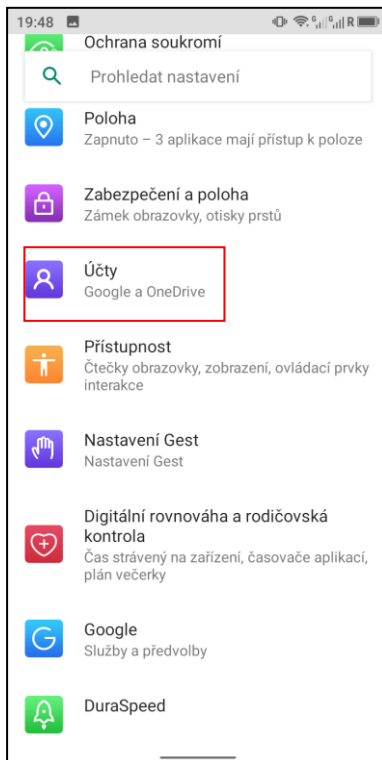 19:48
R
Ochrana soukromí
Prohledat nastavení
Poloha
Zapnuto – 3 aplikace mají přístup k poloze
Zabezpečení a poloha
Zámek obrazovky, otisky prstů
Účty
Google a OneDrive
Přístupnost
Čtečky obrazovky, zobrazení, ovládací prvky
interakce
Nastavení Gest
Nastavení Gest
Digitální rovnováha a rodičovská
kontrola
Čas strávený na zařízení, časovače aplikací,
plán večerky
Google
Služby a předvolby
DuraSpeed